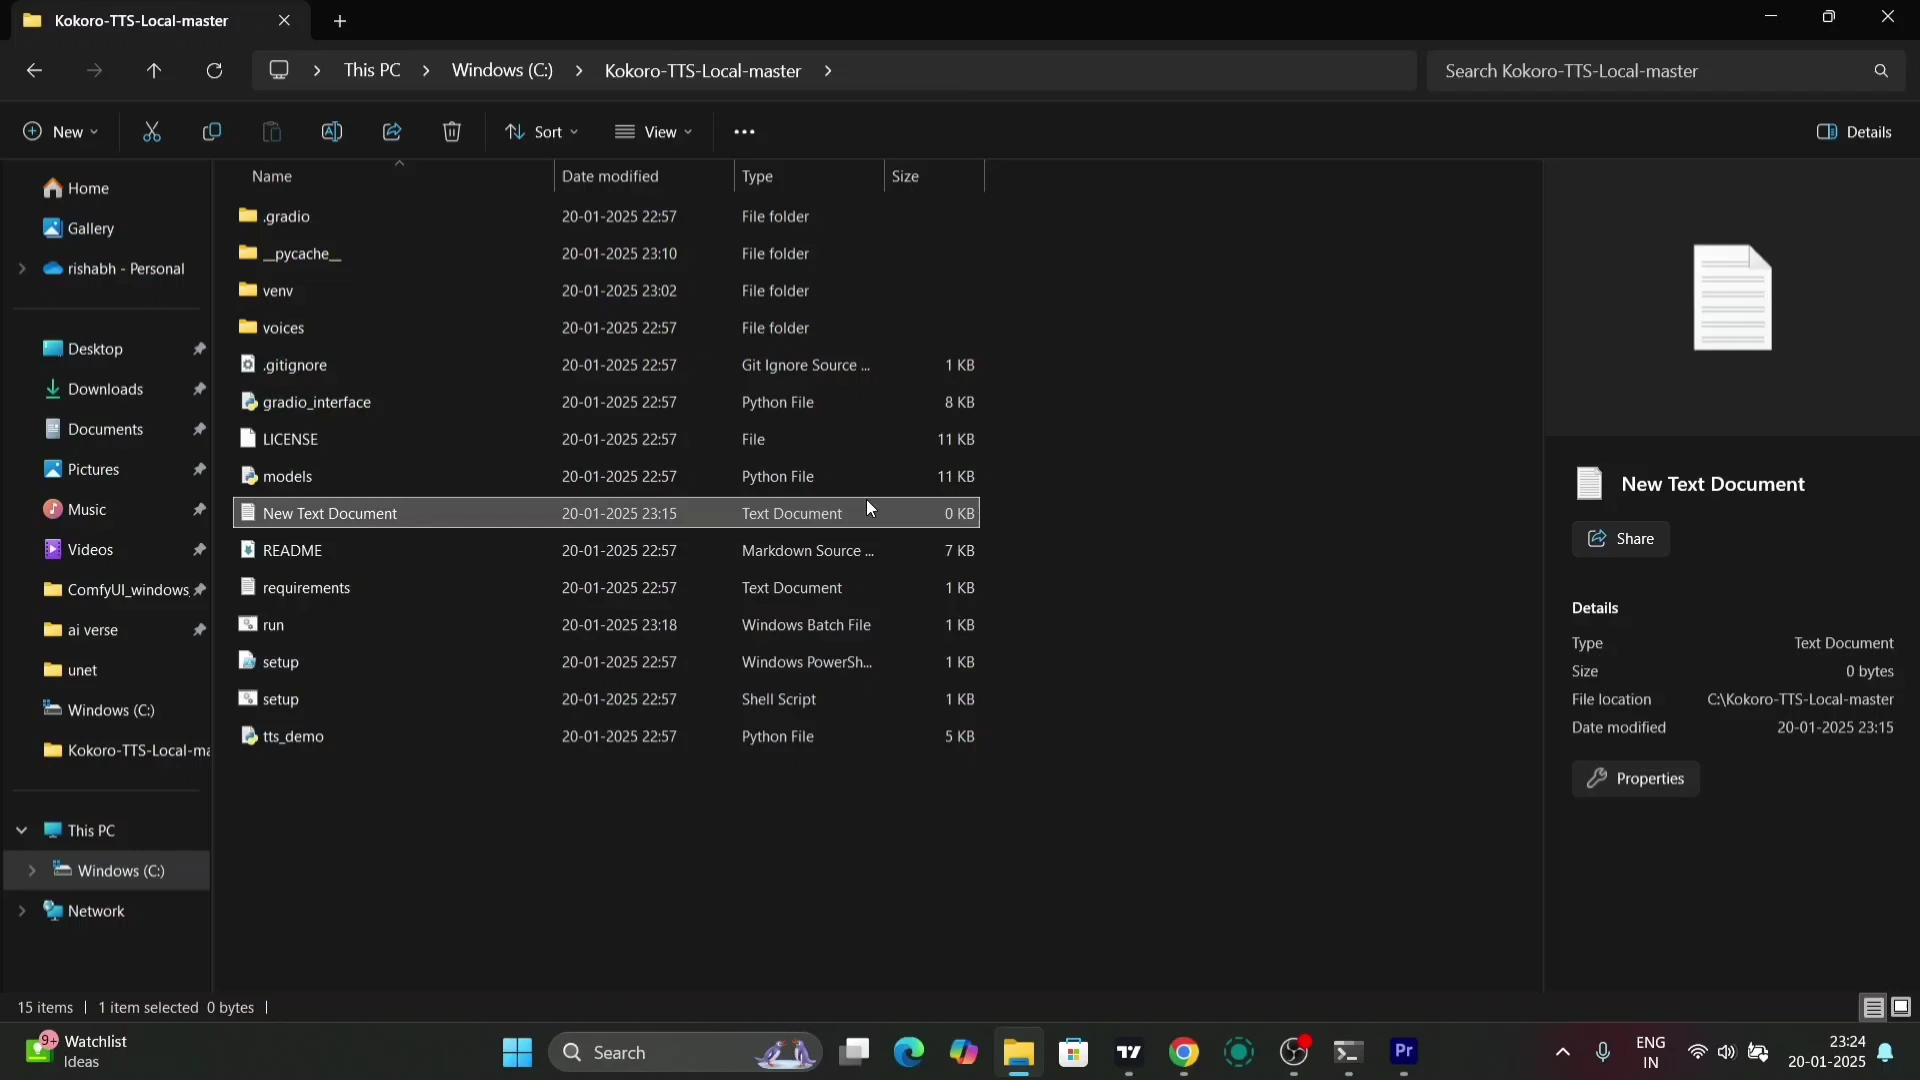 Kokoro-TTS-Local-master
This PC > Windows (C:) > Kokoro-TTS-Local-master >
Search Kokoro-TTS-Local-master
New
Sort
View
Details
Home
Gallery
rishabh - Personal
Desktop
Downloads
Documents
Pictures
Music
Videos
ComfyUI_windows_
ai verse
unet
Windows (C:)
Kokoro-TTS-Local-ma
This PC
Windows (C:)
Network
Name Date modified Type Size
.gradio 20-01-2025 22:57 File folder
__pycache__ 20-01-2025 23:10 File folder
venv 20-01-2025 23:02 File folder
voices 20-01-2025 22:57 File folder
.gitignore 20-01-2025 22:57 Git Ignore Source ... 1 KB
gradio_interface 20-01-2025 22:57 Python File 8 KB
LICENSE 20-01-2025 22:57 File 11 KB
models 20-01-2025 22:57 Python File 11 KB
New Text Document 20-01-2025 23:15 Text Document 0 KB
README 20-01-2025 22:57 Markdown Source ... 7 KB
requirements 20-01-2025 22:57 Text Document 1 KB
run 20-01-2025 23:18 Windows Batch File 1 KB
setup 20-01-2025 22:57 Windows PowerSh... 1 KB
setup 20-01-2025 22:57 Shell Script 1 KB
tts_demo 20-01-2025 22:57 Python File 5 KB
New Text Document
Share
Details
Type Text Document
Size 0 bytes
File location C:\Kokoro-TTS-Local-master
Date modified 20-01-2025 23:15
Properties
15 items | 1 item selected 0 bytes |
9+
Watchlist
Ideas
Search
Pr
ENG
IN
23:24
20-01-2025